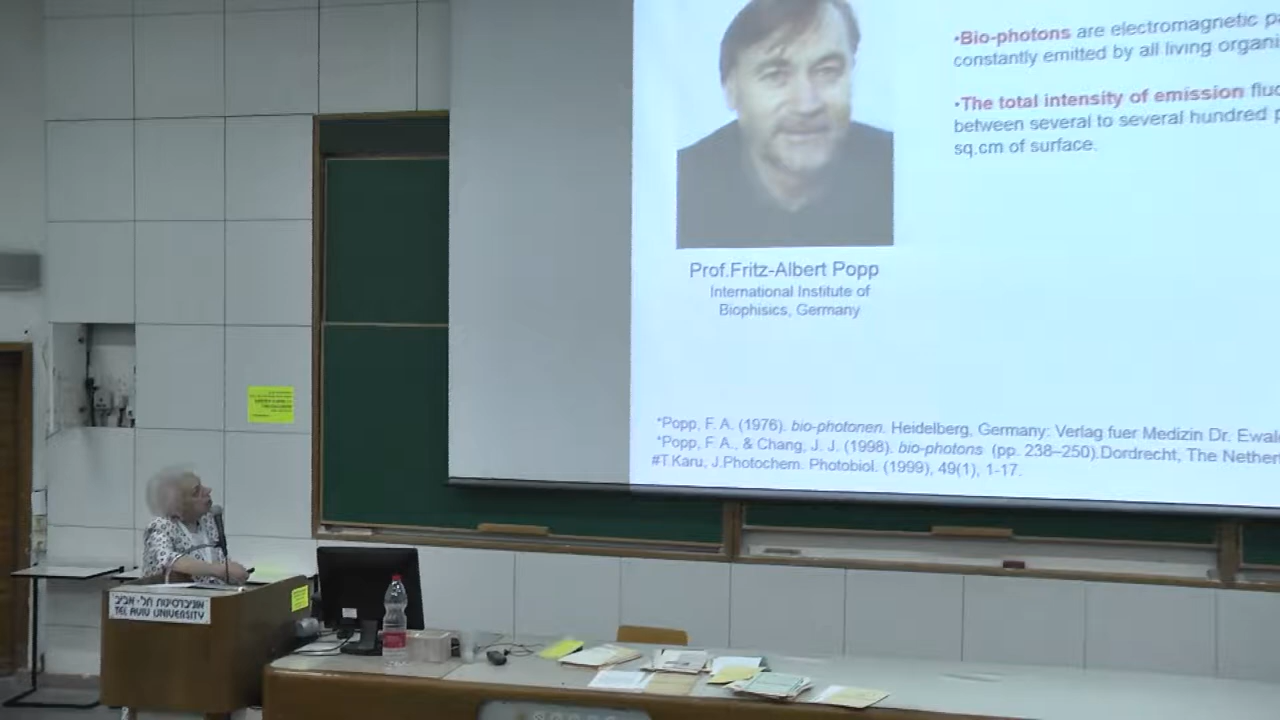 •Bio-photons are electromagnetic
constantly emitted by all living
•The total intensity of emission
between several to several hundred
sq.cm of surface.
Prof.Fritz-Albert Popp
International Institute of
Biophisics, Germany
*Popp, F. A. (1976). bio-photonen. Heidelberg, Germany: Verlag fuer Medizin Dr.
*Popp, F. A., & Chang, J. J. (1998). bio-photons (pp. 238–250).Dordrecht, The
#T.Karu, J.Photochem. Photobiol. (1999), 49(1), 1-17.
אוניברסיטת תל-אביב
TEL AVIV UNIVERSITY